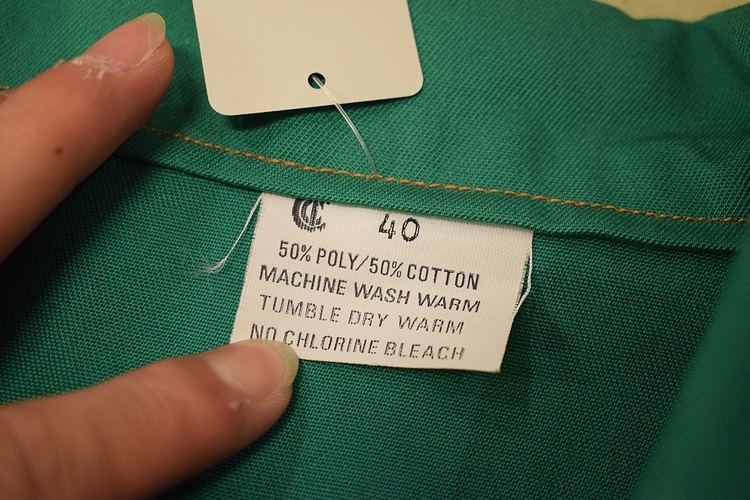 40
50% POLY/50% COTTON
MACHINE WASH WARM
TUMBLE DRY WARM
NO CHLORINE BLEACH